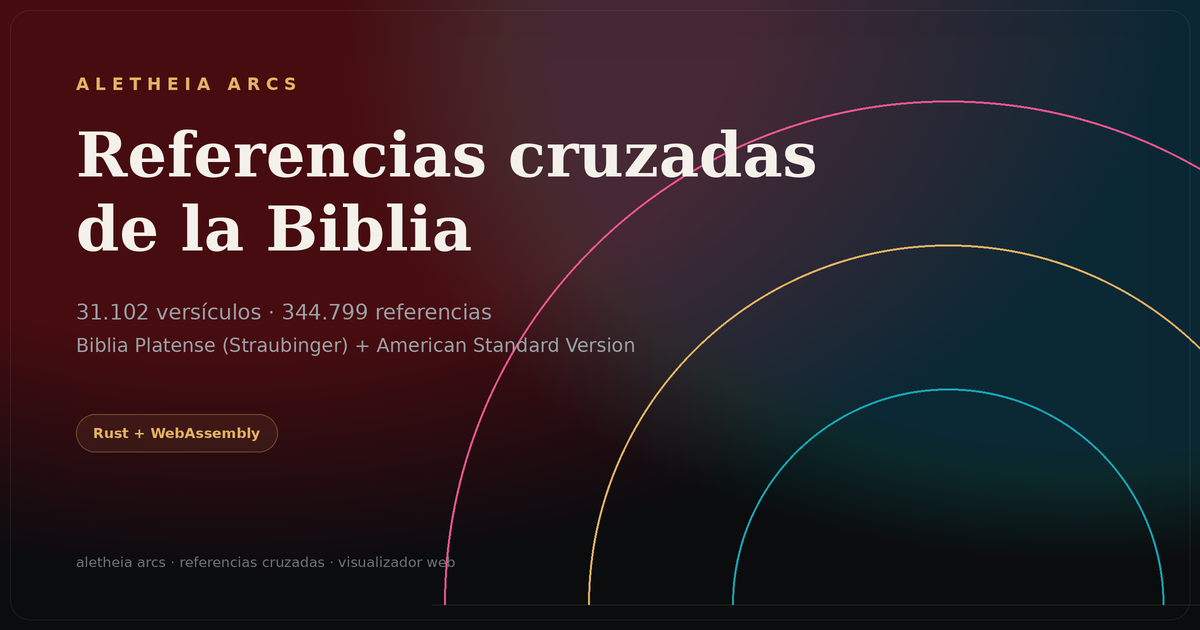 ALETHEIA ARCS
Referencias cruzadas
de la Biblia
31.102 versículos · 344.799 referencias
Biblia Platense (Straubinger) + American Standard Version
Rust + WebAssembly
aletheia arcs · referencias cruzadas · visualizador web